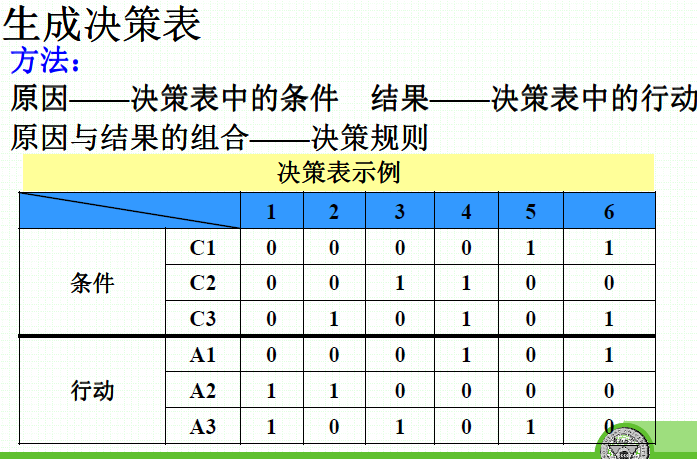 生成决策表
方法：
原因——决策表中的条件 结果——决策表中的行动
原因与结果的组合——决策规则
决策表示例
1 2 3 4 5 6
条件
C1 0 0 0 0 1 1
C2 0 0 1 1 0 0
C3 0 1 0 1 0 1
行动
A1 0 0 0 1 0 1
A2 1 1 0 0 0 0
A3 1 0 1 0 1 0